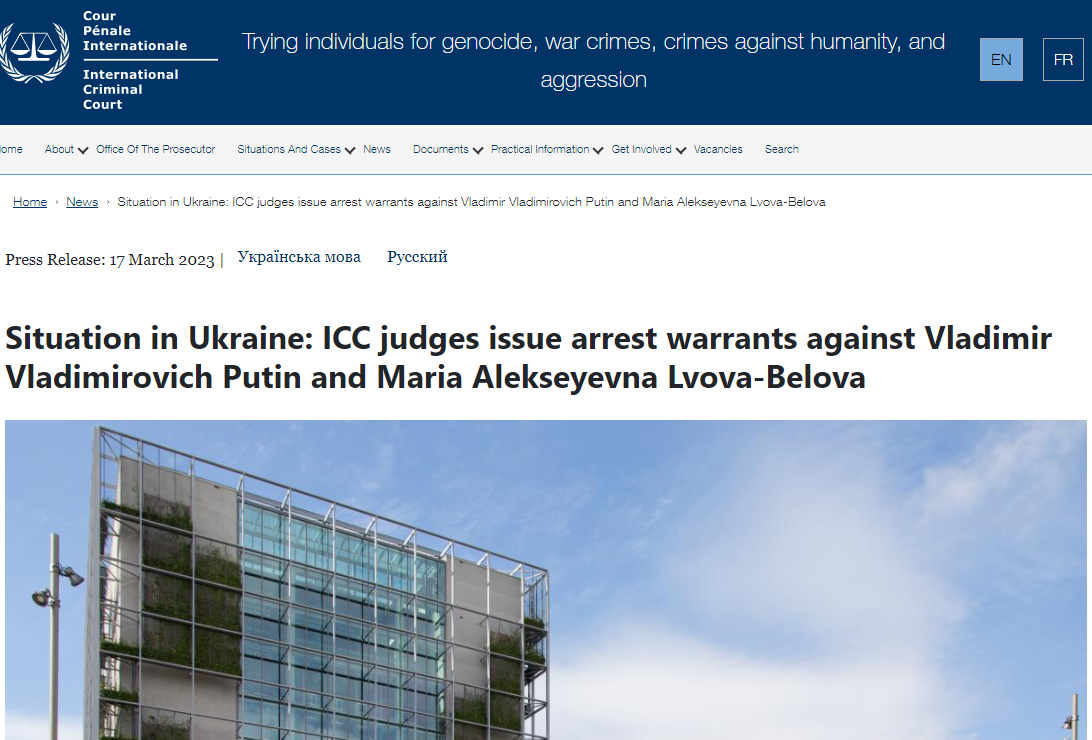 Cour
Pénale
Internationale
International
Criminal
Court
Trying individuals for genocide, war crimes, crimes against humanity, and
aggression
EN
FR
ome About Office Of The Prosecutor Situations And Cases News Documents Practical Information Get Involved Vacancies Search
Home › News › Situation in Ukraine: ICC judges issue arrest warrants against Vladimir Vladimirovich Putin and Maria Alekseyevna Lvova-Belova
Press Release: 17 March 2023 | Українська мова Русский
Situation in Ukraine: ICC judges issue arrest warrants against Vladimir
Vladimirovich Putin and Maria Alekseyevna Lvova-Belova